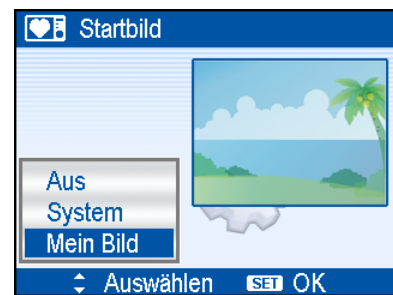 Startbild
Aus
System
Mein Bild
Auswählen SET OK